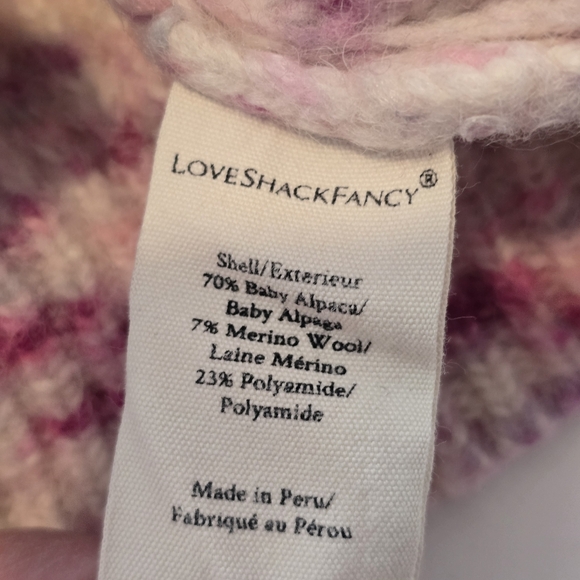 LOVESHACKFANCY®
Shell/Exterieur
70% Baby Alpaca/
Baby Alpaga
7% Merino Wool/
Laine Mérino
23% Polyamide/
Polyamide
Made in Peru/
Fabriqué au Pérou